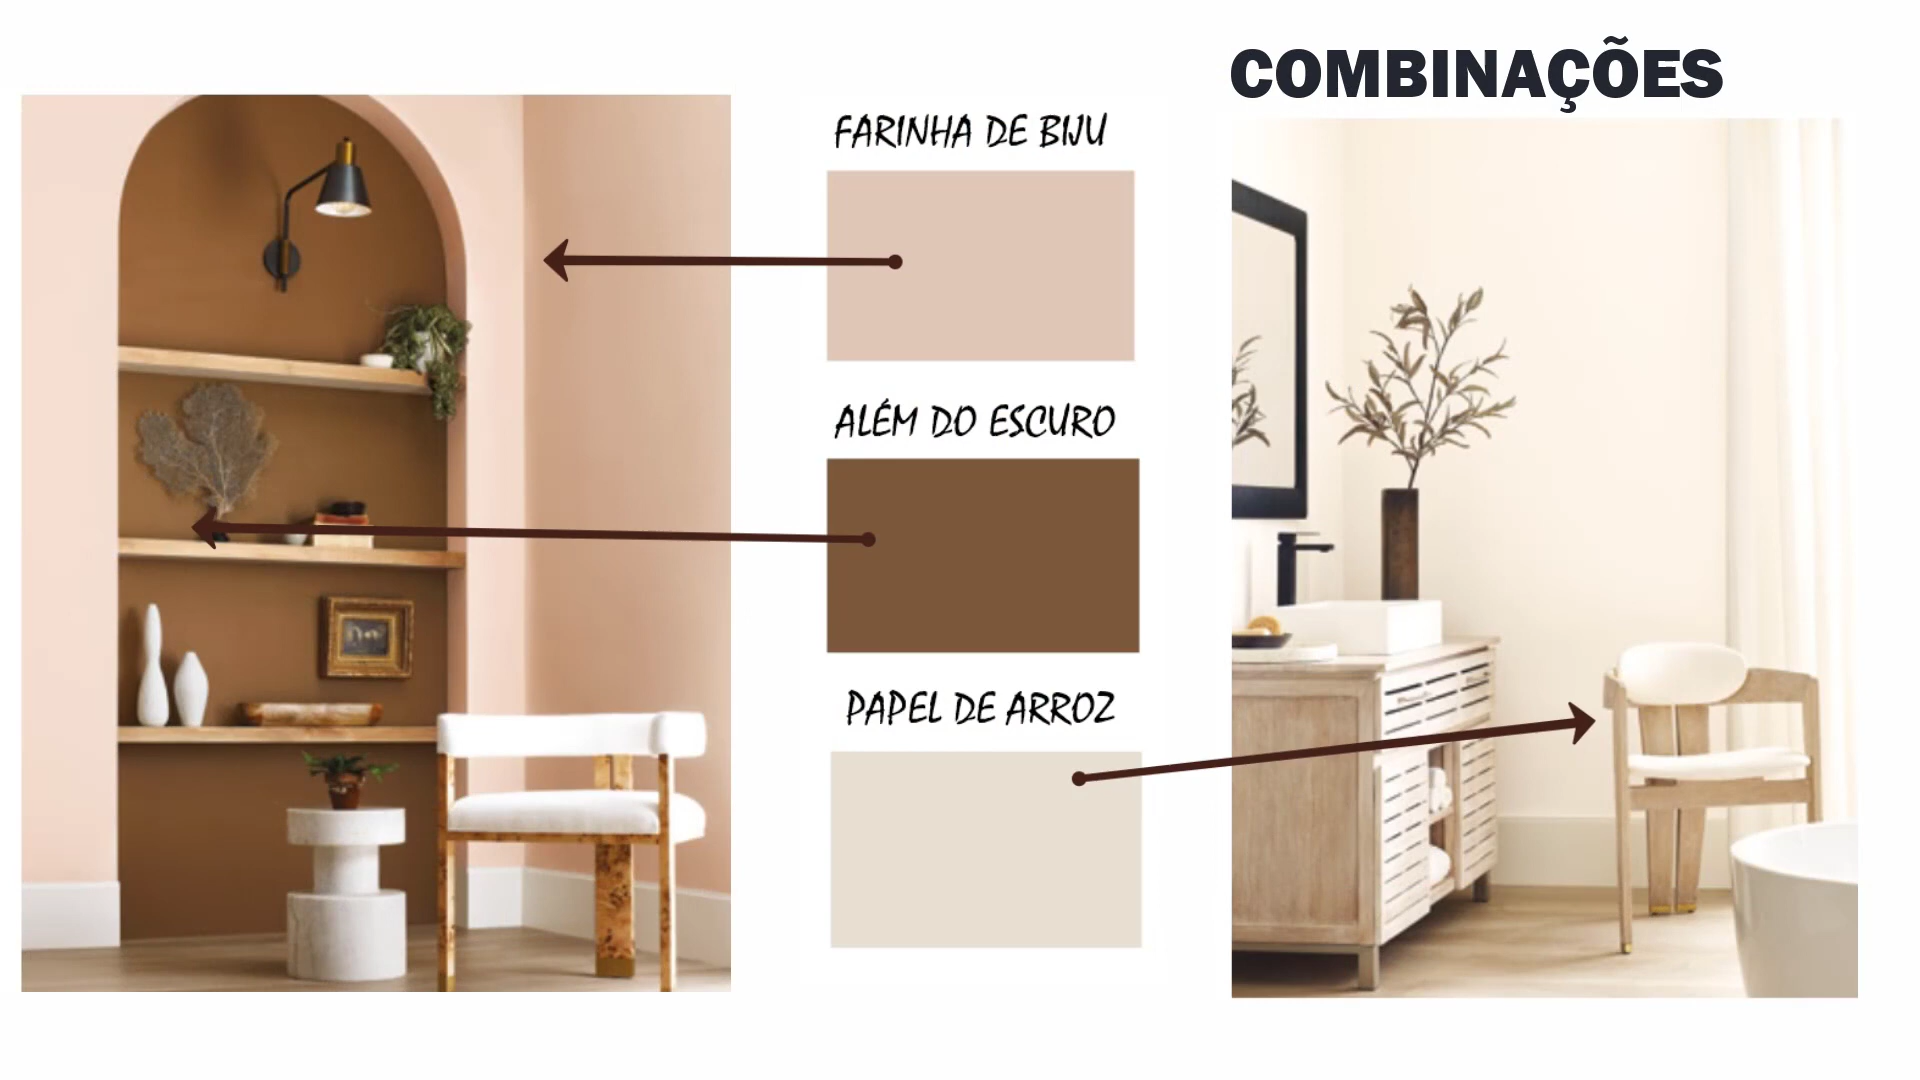 COMBINAÇÕES
FARINHA DE BIJU
ALÉM DO ESCURO
PAPEL DE ARROZ